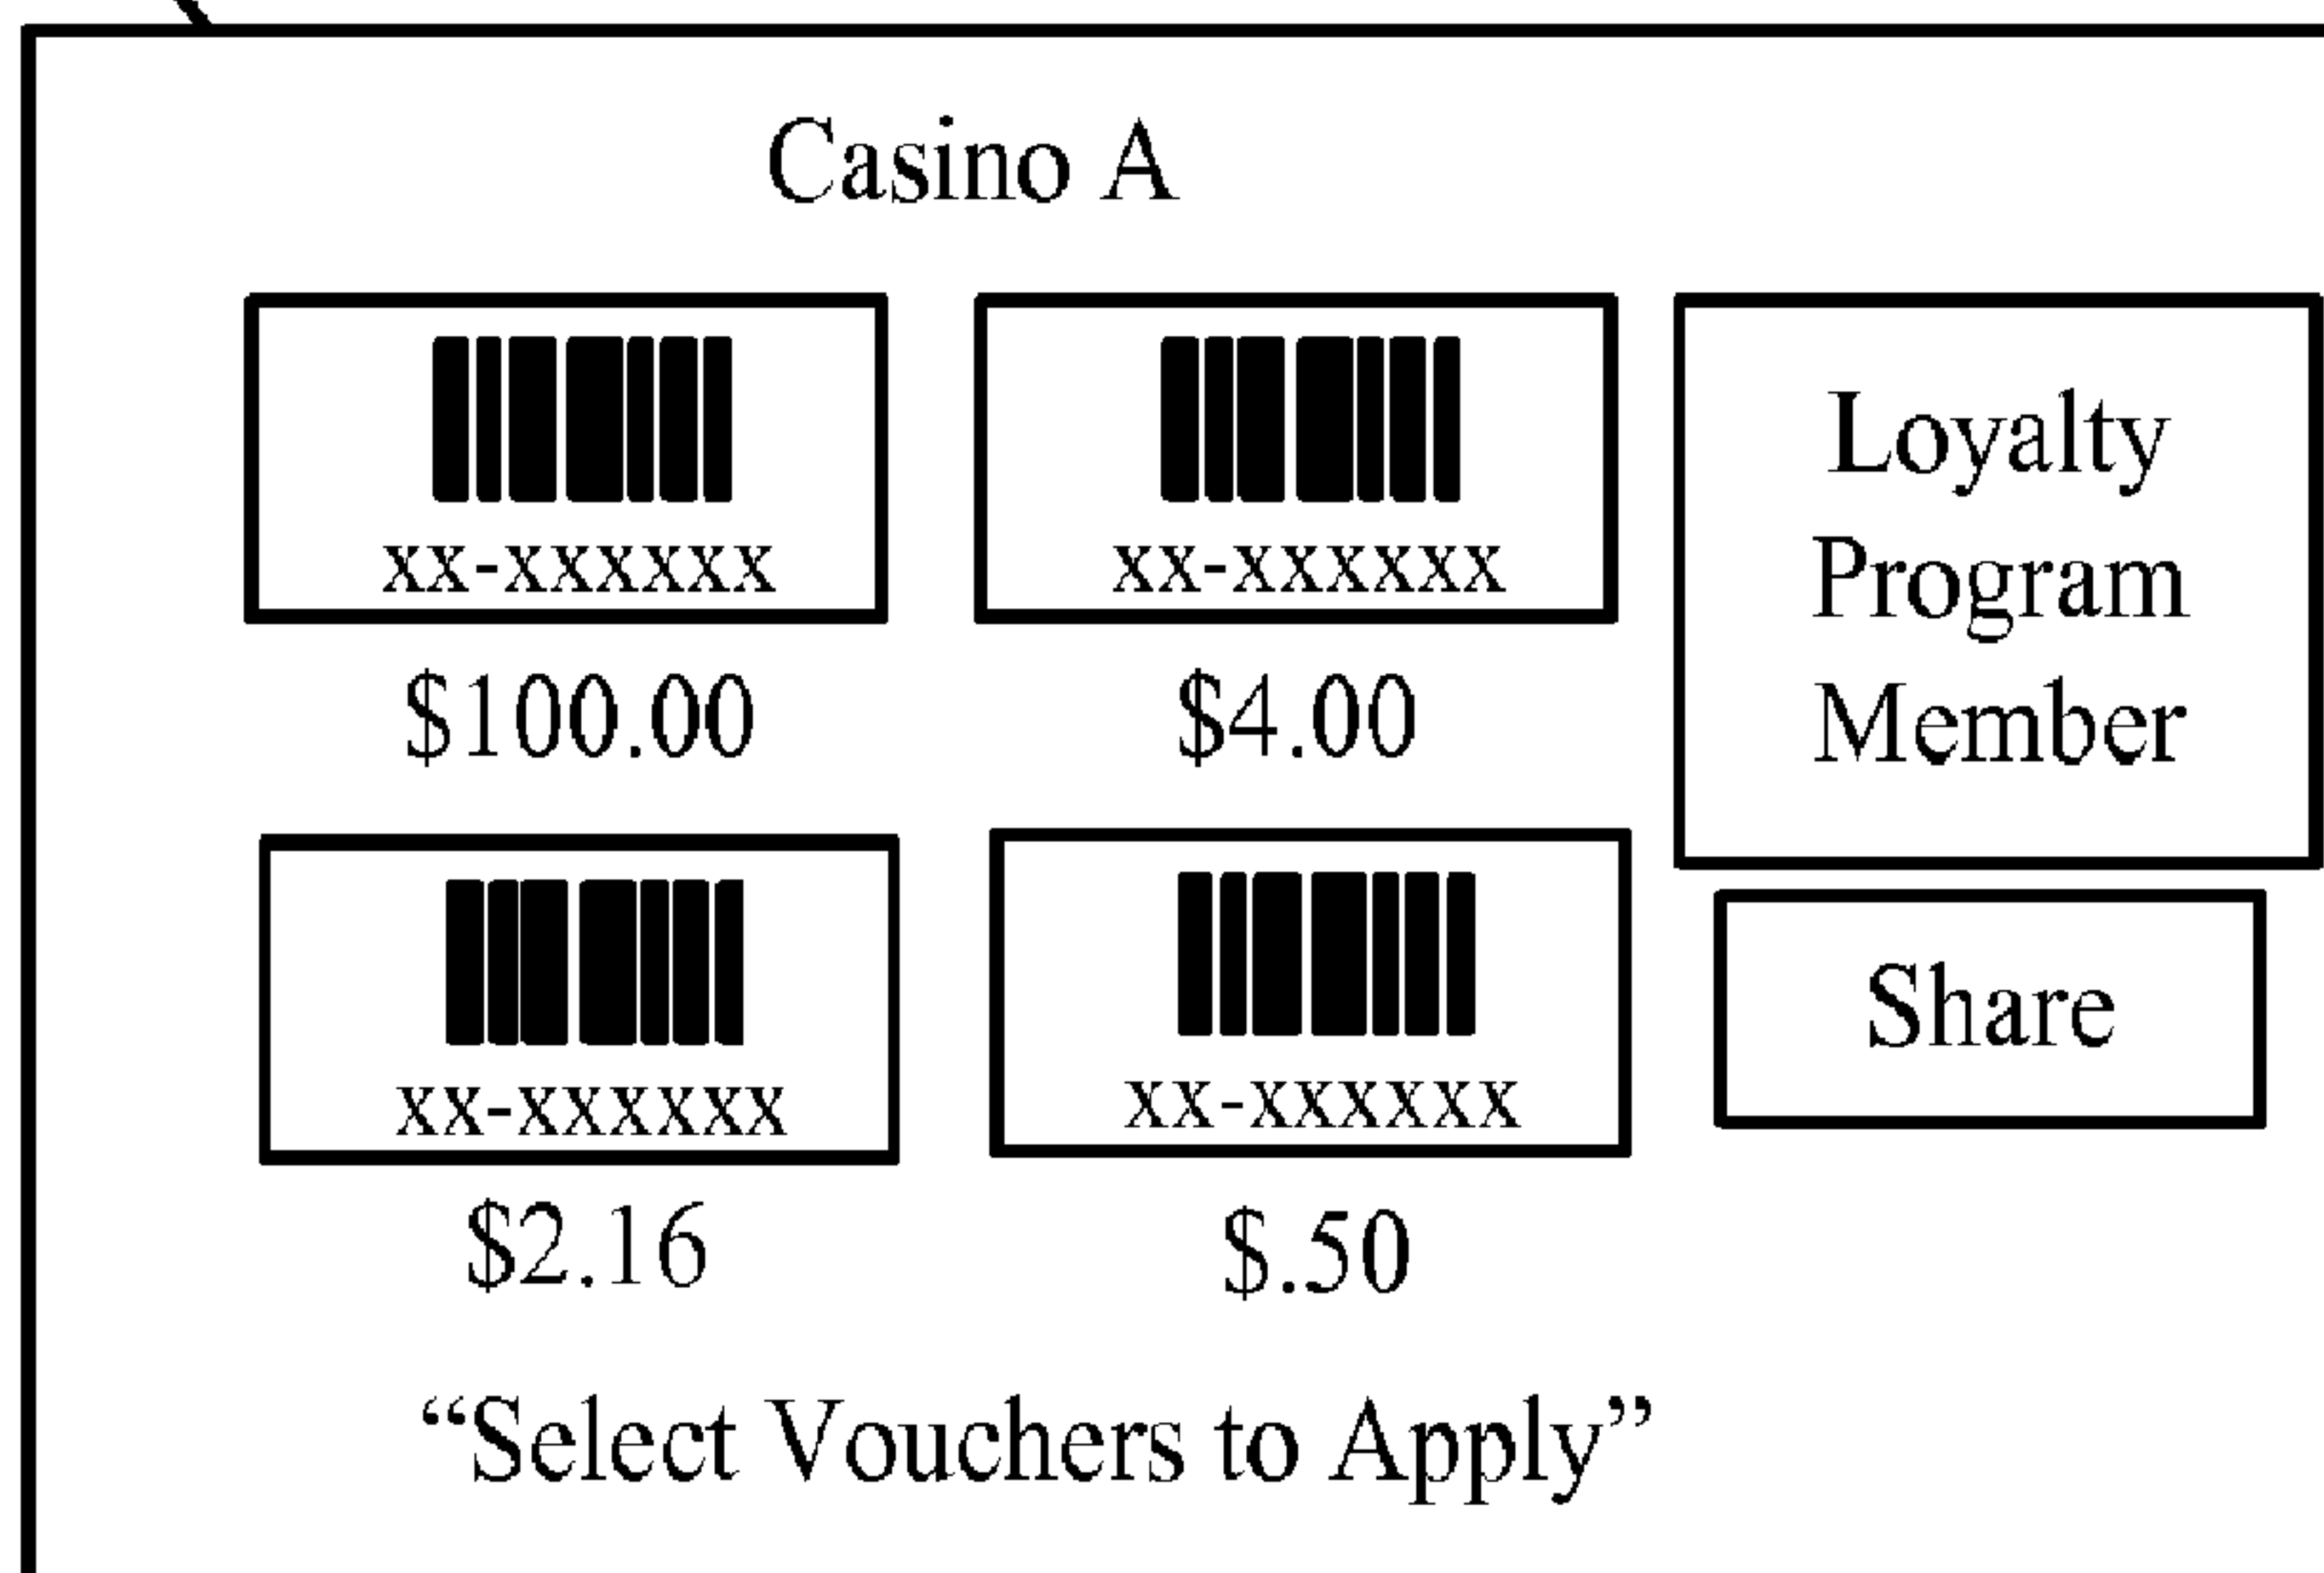 Casino A
xx-xxxxxx
xx-xxxxxx
$100.00
$4.00
Loyalty
Program
Member
xx-xxxxxx
xx-xxxxxx
$2.16
$.50
Share
“Select Vouchers to Apply”